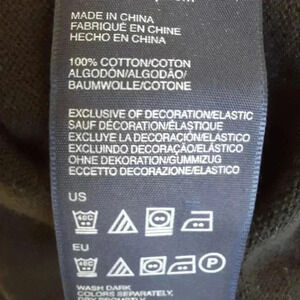 MADE IN CHINA
FABRIQUÉ EN CHINE
HECHO EN CHINA
100% COTTON/COTON
ALGODÓN/ALGODÃO/
BAUMWOLLE/COTONE
EXCLUSIVE OF DECORATION/ELASTIC
SAUF DÉCORATION/ÉLASTIQUE
EXCLUYE LA DECORACIÓN/ELASTICO
EXCLUINDO DECORAÇÃO/ELÁSTICO
OHNE DEKORATION/GUMMIZUG
ECCETTO DECORAZIONE/ELASTICO
US
EU
P
WASH DARK
COLORS SEPARATELY,